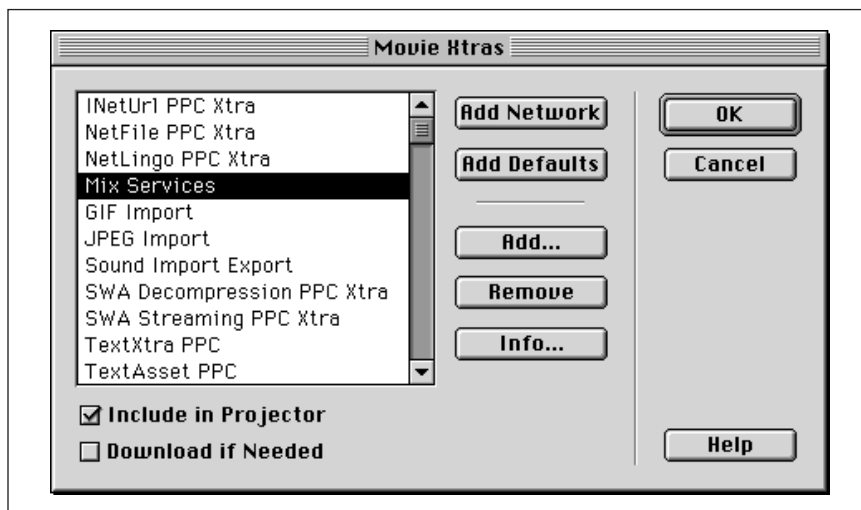 Movie Xtras
INetUrl PPC Xtra
NetFile PPC Xtra
NetLingo PPC Xtra
Mix Services
GIF Import
JPEG Import
Sound Import Export
SWA Decompression PPC Xtra
SWA Streaming PPC Xtra
TextXtra PPC
TextAsset PPC
Include in Projector
Download if Needed
Add Network
Add Defaults
Add...
Remove
Info...
OK
Cancel
Help